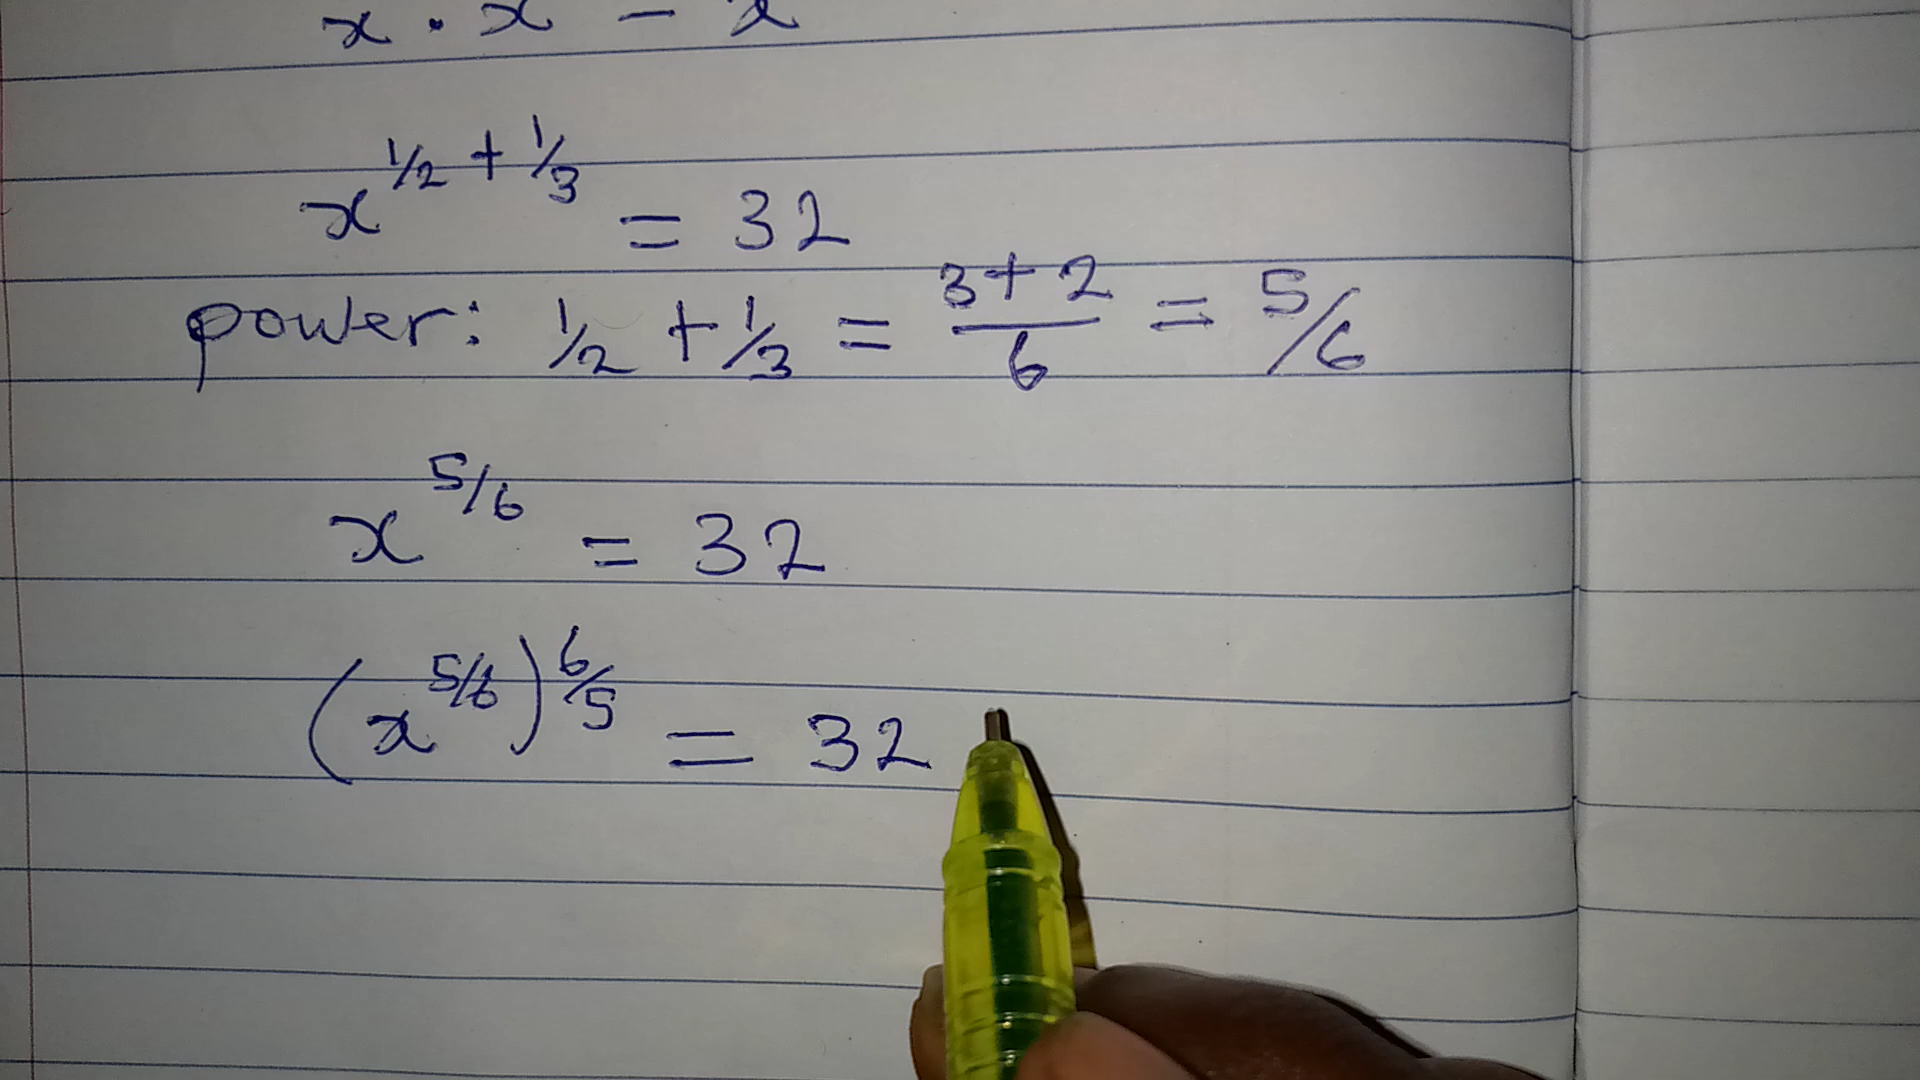 x · x
x^{1/2 + 1/3} = 32
power: 1/2 + 1/3 = \frac{3+2}{6} = 5/6
x^{5/6} = 32
(x^{5/6})^{6/5} = 32